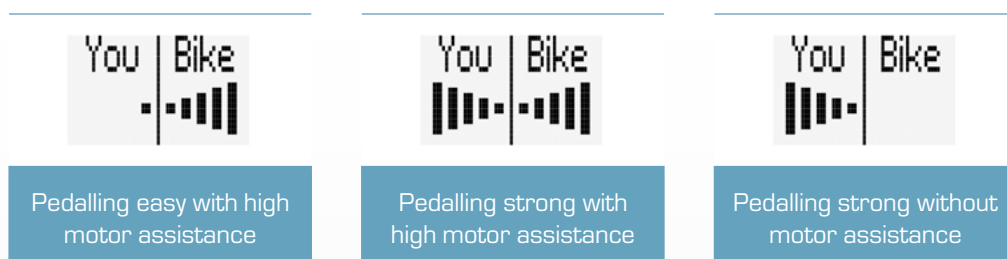 You Bike
Pedalling easy with high
motor assistance
You Bike
Pedalling strong with
high motor assistance
You Bike
Pedalling strong without
motor assistance